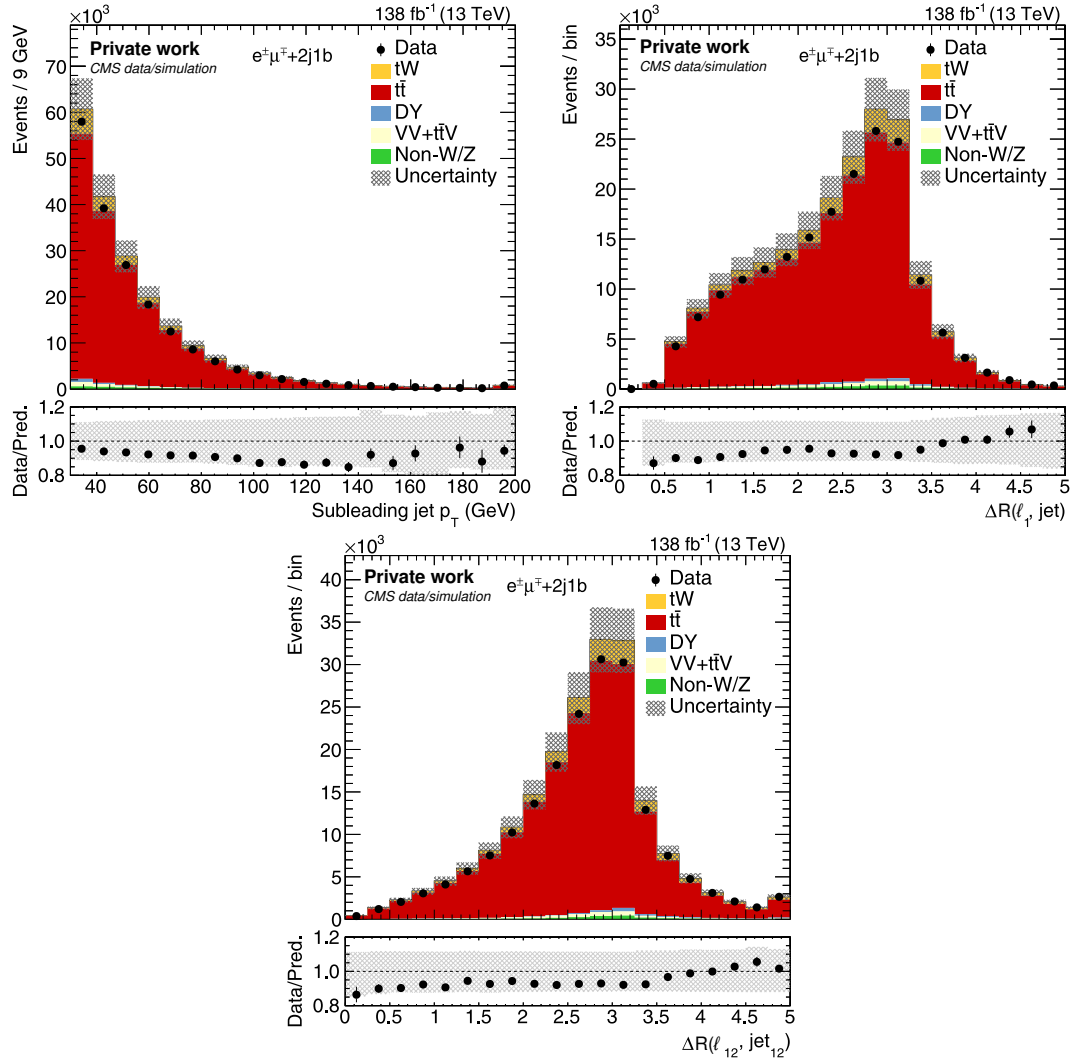 ×10³ 138 fb⁻¹ (13 TeV)
Events / 9 GeV
Private work
CMS data/simulation
e±μ∓+2j1b
Data
tW
tt̄
DY
VV+tt̄V
Non-W/Z
Uncertainty
70
60
50
40
30
20
10
0
Data/Pred.
1.2
1.0
0.8
40 60 80 100 120 140 160 180 200
Subleading jet p_T (GeV)
×10³ 138 fb⁻¹ (13 TeV)
Events / bin
Private work
CMS data/simulation
e±μ∓+2j1b
Data
tW
tt̄
DY
VV+tt̄V
Non-W/Z
Uncertainty
35
30
25
20
15
10
5
0
Data/Pred.
1.2
1.0
0.8
0 0.5 1 1.5 2 2.5 3 3.5 4 4.5 5
ΔR(ℓ₁, jet)
×10³ 138 fb⁻¹ (13 TeV)
Events / bin
Private work
CMS data/simulation
e±μ∓+2j1b
Data
tW
tt̄
DY
VV+tt̄V
Non-W/Z
Uncertainty
40
35
30
25
20
15
10
5
0
Data/Pred.
1.2
1.0
0.8
0 0.5 1 1.5 2 2.5 3 3.5 4 4.5 5
ΔR(ℓ₁₂, jet₁₂)